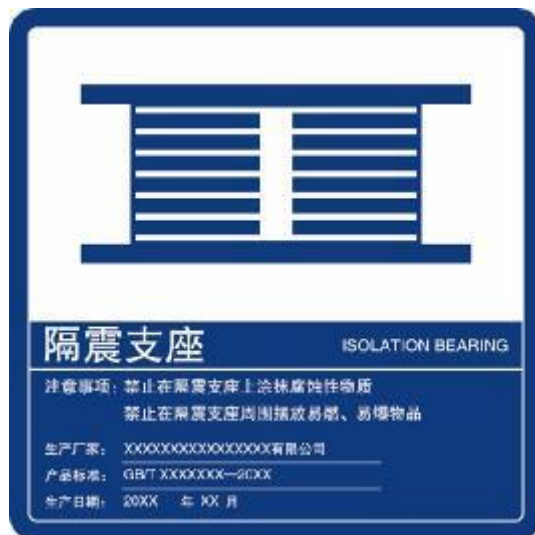 隔震支座
ISOLATION BEARING
注意事项：禁止在隔震支座上涂抹腐蚀性物质
禁止在隔震支座周围摆放易燃、易爆物品
生产厂家：XXXXXXXXXXXXXXXXX有限公司
产品标准：GB/T XXXXXXX—20XX
生产日期：20XX 年 XX 月